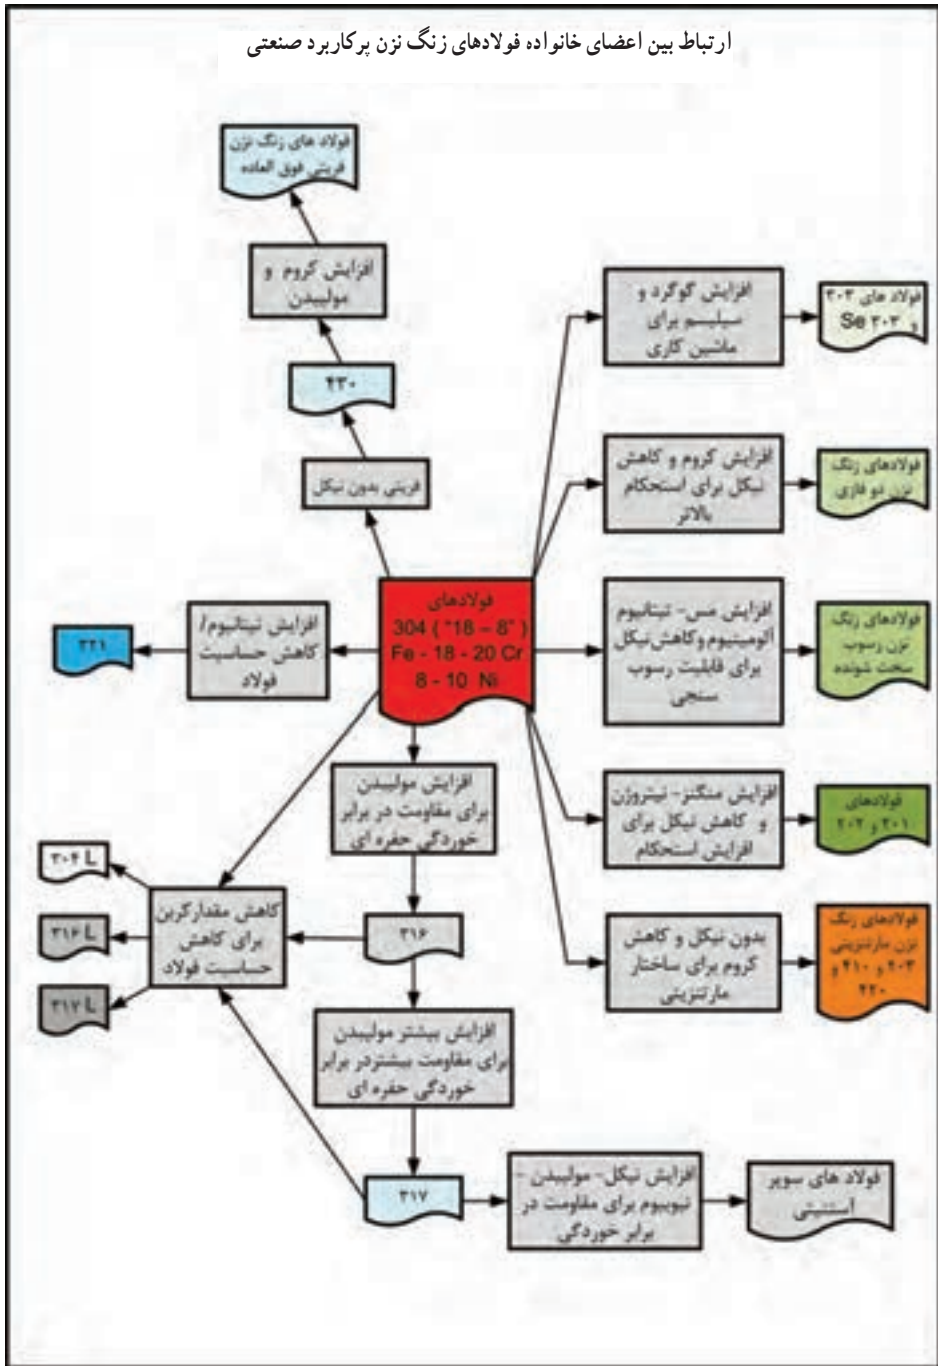 ارتباط بین اعضای خانواده فولادهای زنگ نزن پرکاربرد صنعتی
فولاد های زنگ نزن
فریتی فوق العاده
افزایش کروم و
مولیبدن
۴۳۰
فریتی بدون نیکل
افزایش گوگرد و
سیلیسم برای
ماشین کاری
فولاد های ۳۰۳
و ۳۰۳ Se
افزایش کروم و کاهش
نیکل برای استحکام
بالاتر
فولادهای زنگ
نزن دو فازی
فولادهای
304 ( "18 – 8" )
Fe - 18 - 20 Cr
8 - 10 Ni
افزایش تیتانیوم/
کاهش حساسیت
فولاد
۳۲۱
افزایش مس- تیتانیوم
آلومینیوم و کاهش نیکل
برای قابلیت رسوب
سنجی
فولادهای زنگ
نزن رسوب
سخت شونده
افزایش مولیبدن
برای مقاومت در برابر
خوردگی حفره ای
افزایش منگنز- نیتروژن
و کاهش نیکل برای
افزایش استحکام
فولادهای
۲۰۱ و ۲۰۲
۳۰۴ L
۳۱۶ L
۳۱۷ L
کاهش مقدارکربن
برای کاهش
حساسیت فولاد
۳۱۶
بدون نیکل و کاهش
کروم برای ساختار
مارتنزیتی
فولادهای زنگ
نزن مارتنزیتی
و ۴۱۰ و
۴۲۰
افزایش بیشتر مولیبدن
برای مقاومت بیشتردر برابر
خوردگی حفره ای
۳۱۷
افزایش نیکل- مولیبدن -
نیوبیوم برای مقاومت در
برابر خوردگی
فولاد های سوپر
آستنیتی